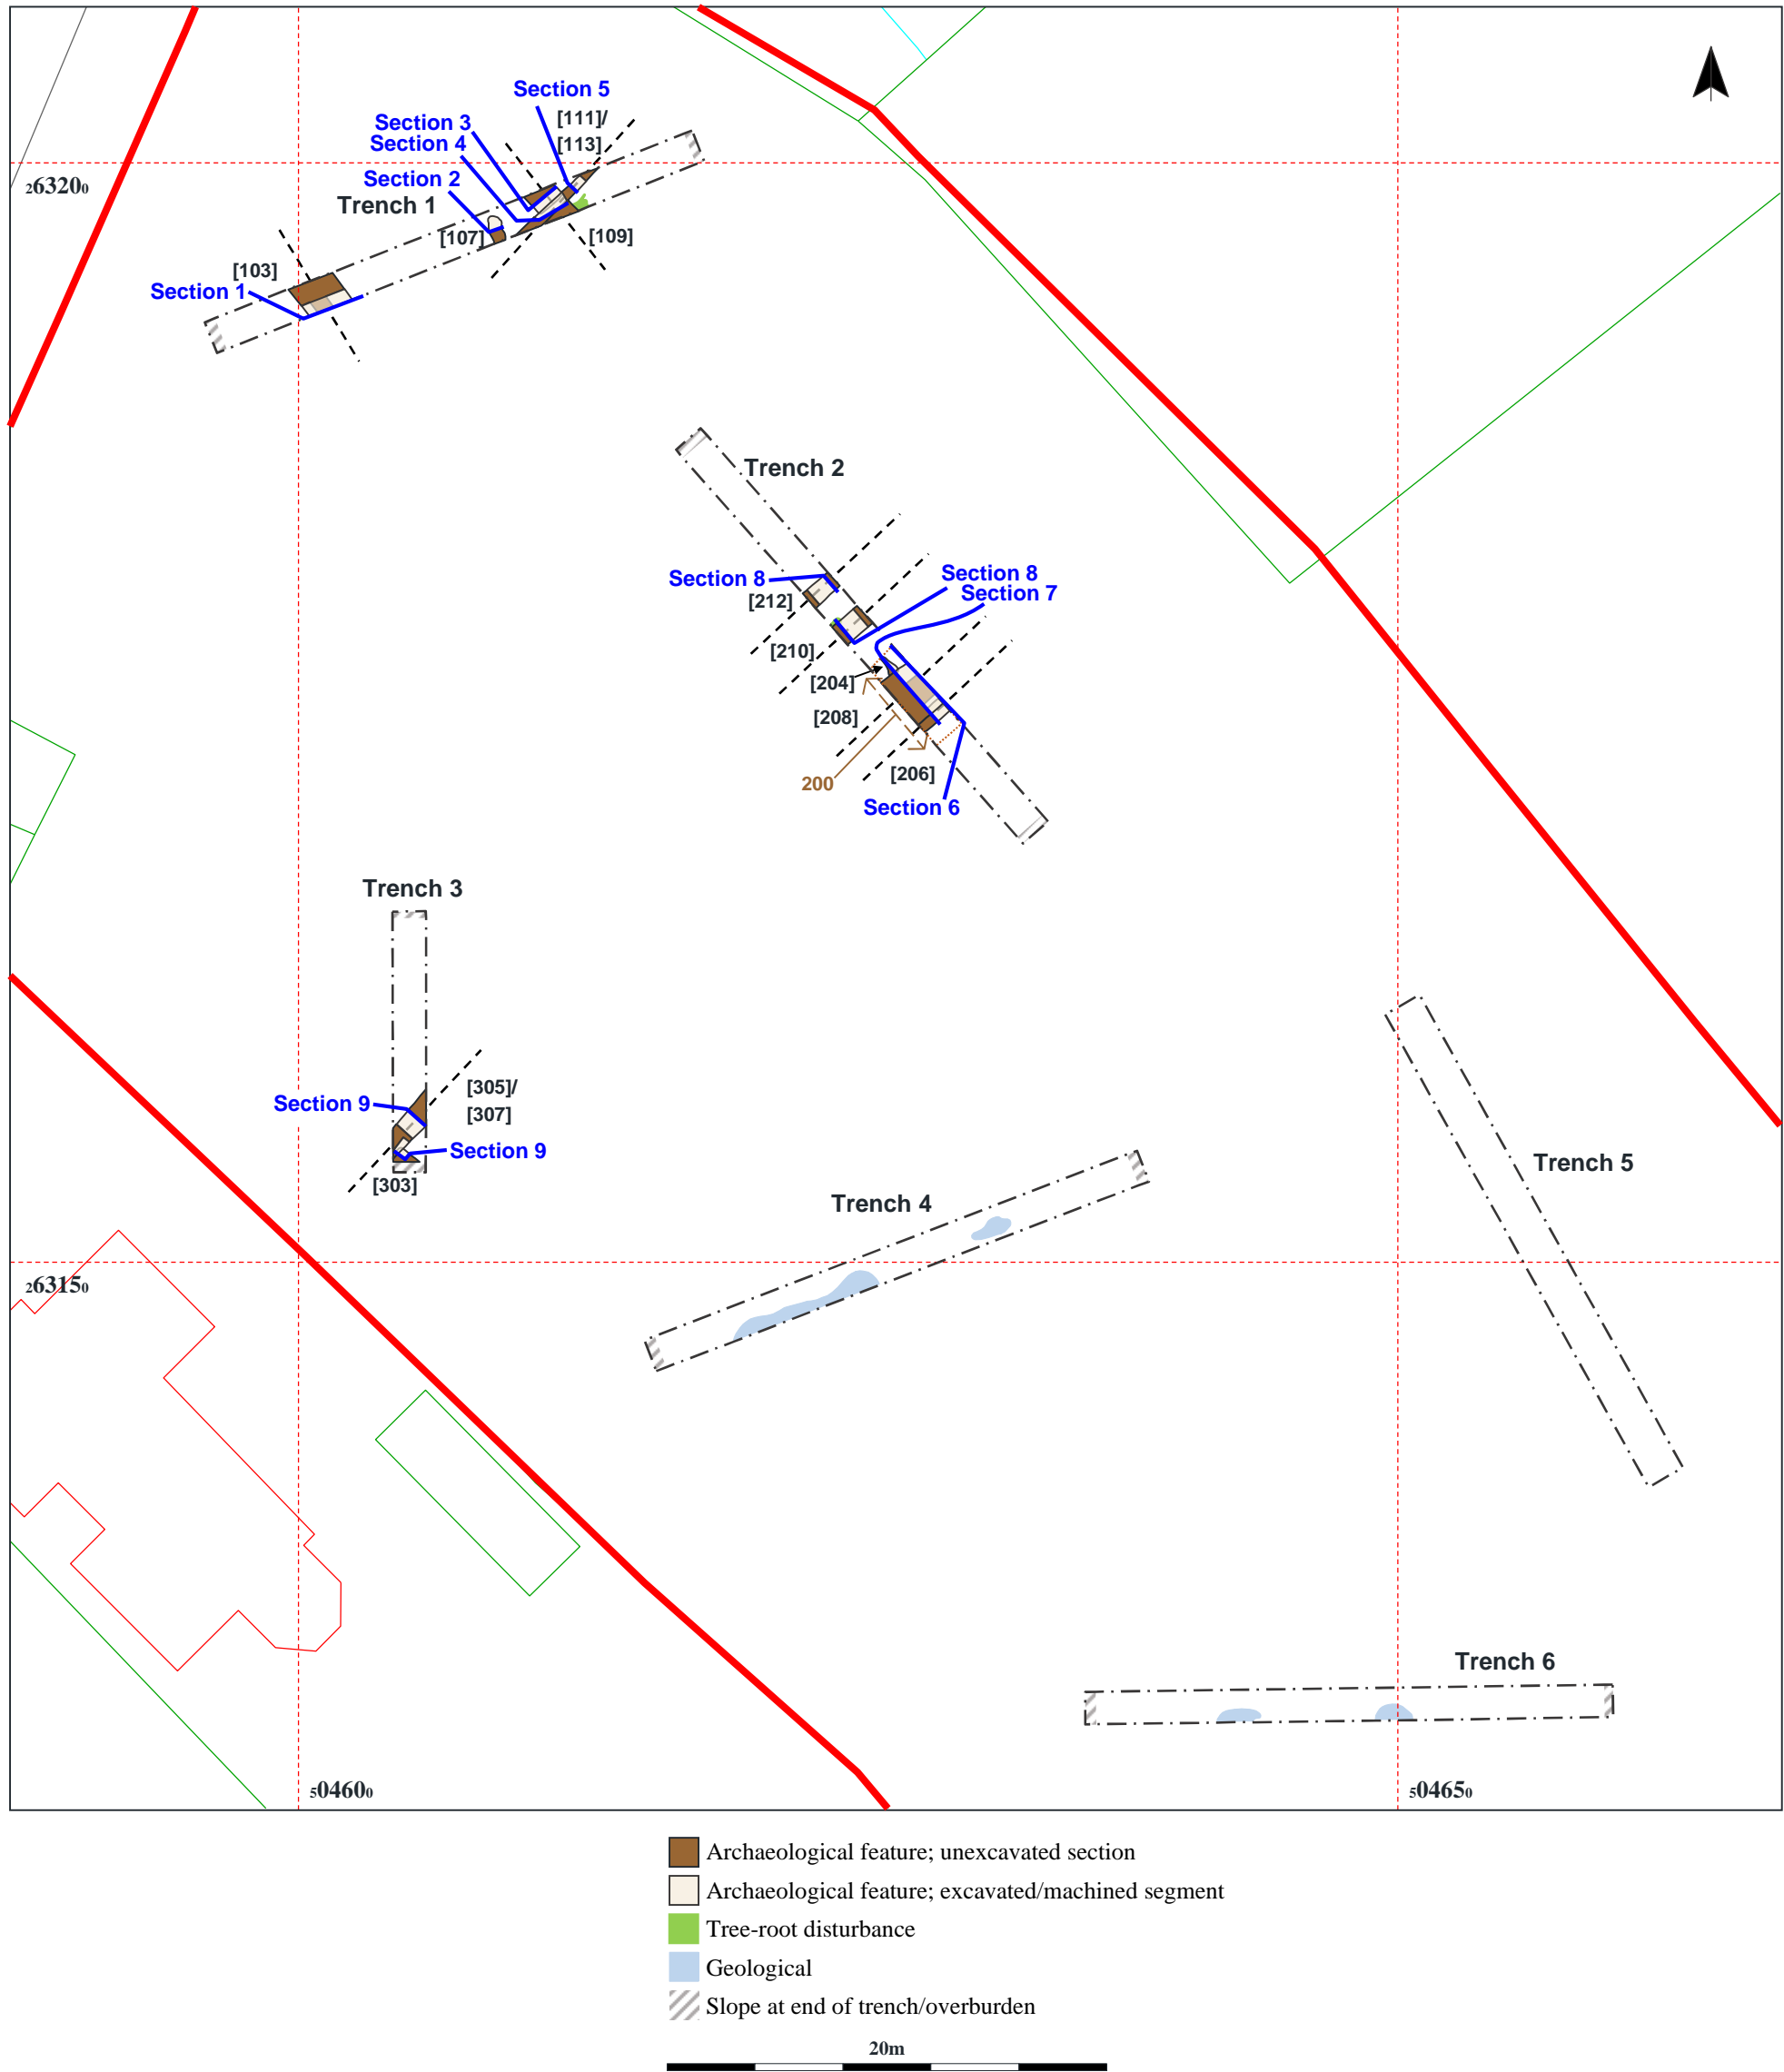 Section 5
[111]/
Section 3
[113]
Section 4
Section 2
263200
Trench 1
[107]
[109]
[103]
Section 1
Trench 2
Section 8
Section 8
Section 7
[212]
[210]
[204]
[208]
[206]
200
Section 6
Trench 3
[305]/
Section 9
[307]
Section 9
[303]
Trench 5
Trench 4
263150
Trench 6
504600
504650
Archaeological feature; unexcavated section
Archaeological feature; excavated/machined segment
Tree-root disturbance
Geological
Slope at end of trench/overburden
20m